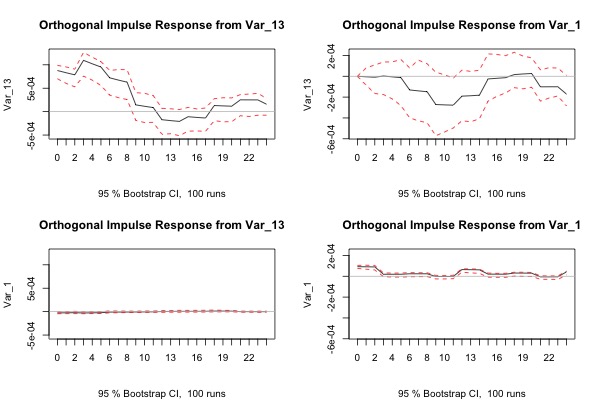 Orthogonal Impulse Response from Var_13
Var_13
-5e-04 5e-04
0 2 4 6 8 10 13 16 19 22
95 % Bootstrap CI, 100 runs
Orthogonal Impulse Response from Var_1
Var_13
-6e-04 -2e-04 2e-04
0 2 4 6 8 10 13 16 19 22
95 % Bootstrap CI, 100 runs
Orthogonal Impulse Response from Var_13
Var_1
-5e-04 5e-04
0 2 4 6 8 10 13 16 19 22
95 % Bootstrap CI, 100 runs
Orthogonal Impulse Response from Var_1
Var_1
-6e-04 -2e-04 2e-04
0 2 4 6 8 10 13 16 19 22
95 % Bootstrap CI, 100 runs